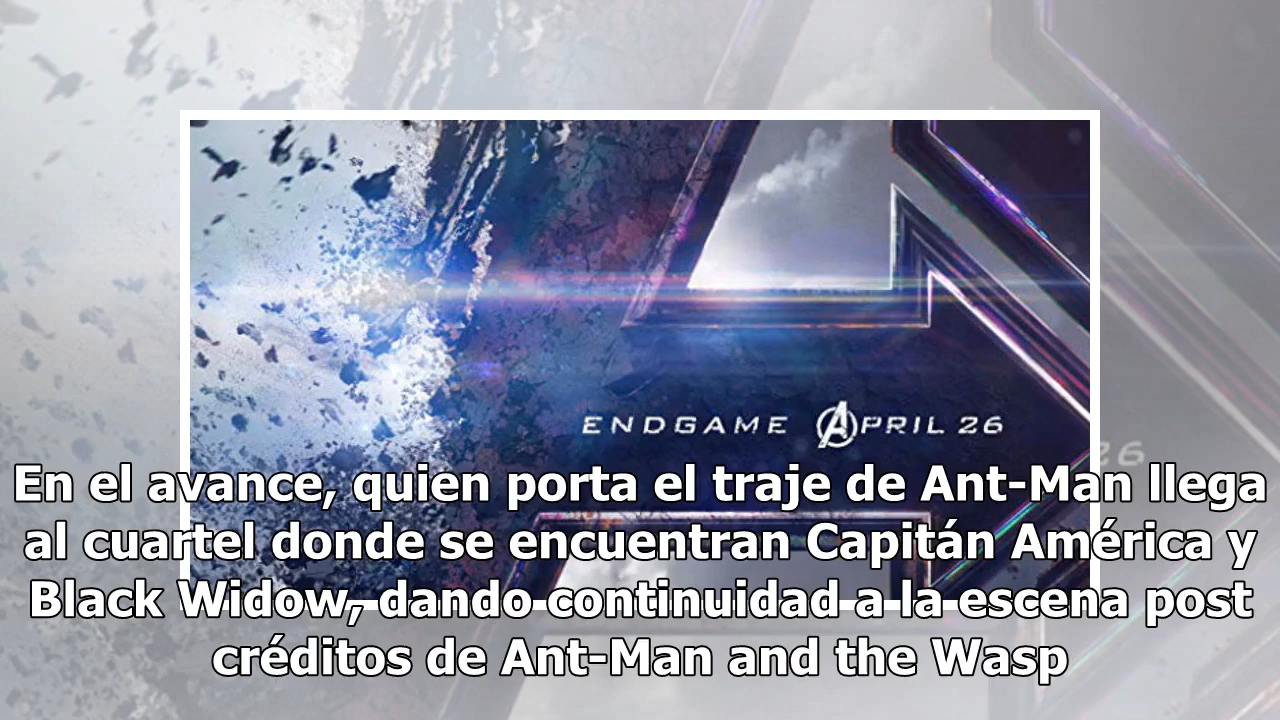 ENDGAME APRIL 26
26
En el avance, quien porta el traje de Ant-Man llega
al cuartel donde se encuentran Capitán América y
Black Widow, dando continuidad a la escena post
créditos de Ant-Man and the Wasp